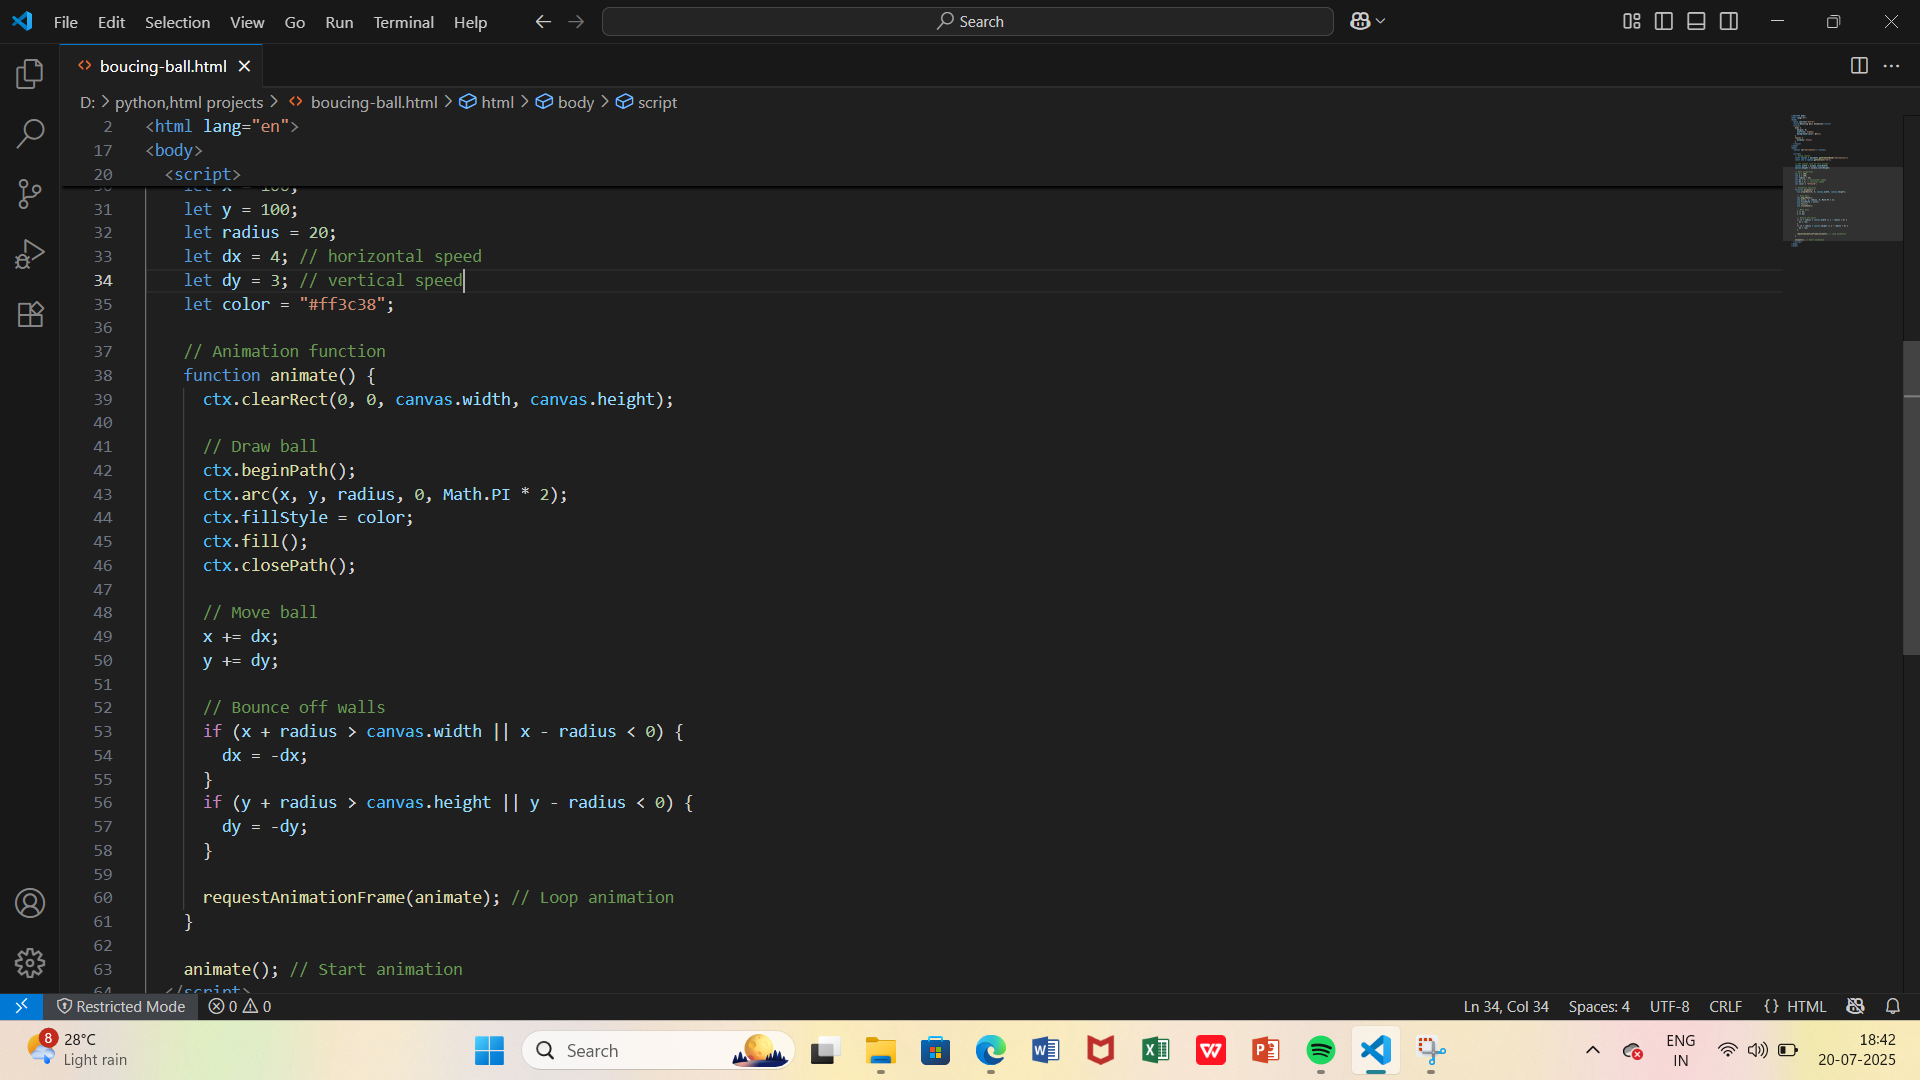 File Edit Selection View Go Run Terminal Help
Search
boucing-ball.html
D: > python,html projects > boucing-ball.html > html > body > script
2 <html lang="en">
17 <body>
20 <script>
30 let x = 100;
31 let y = 100;
32 let radius = 20;
33 let dx = 4; // horizontal speed
34 let dy = 3; // vertical speed
35 let color = "#ff3c38";
36
37 // Animation function
38 function animate() {
39 ctx.clearRect(0, 0, canvas.width, canvas.height);
40
41 // Draw ball
42 ctx.beginPath();
43 ctx.arc(x, y, radius, 0, Math.PI * 2);
44 ctx.fillStyle = color;
45 ctx.fill();
46 ctx.closePath();
47
48 // Move ball
49 x += dx;
50 y += dy;
51
52 // Bounce off walls
53 if (x + radius > canvas.width || x - radius < 0) {
54 dx = -dx;
55 }
56 if (y + radius > canvas.height || y - radius < 0) {
57 dy = -dy;
58 }
59
60 requestAnimationFrame(animate); // Loop animation
61 }
62
63 animate(); // Start animation
64 </script>
Restricted Mode 0 0 Ln 34, Col 34 Spaces: 4 UTF-8 CRLF {} HTML
8 28°C
Light rain
Search
ENG
IN
18:42
20-07-2025